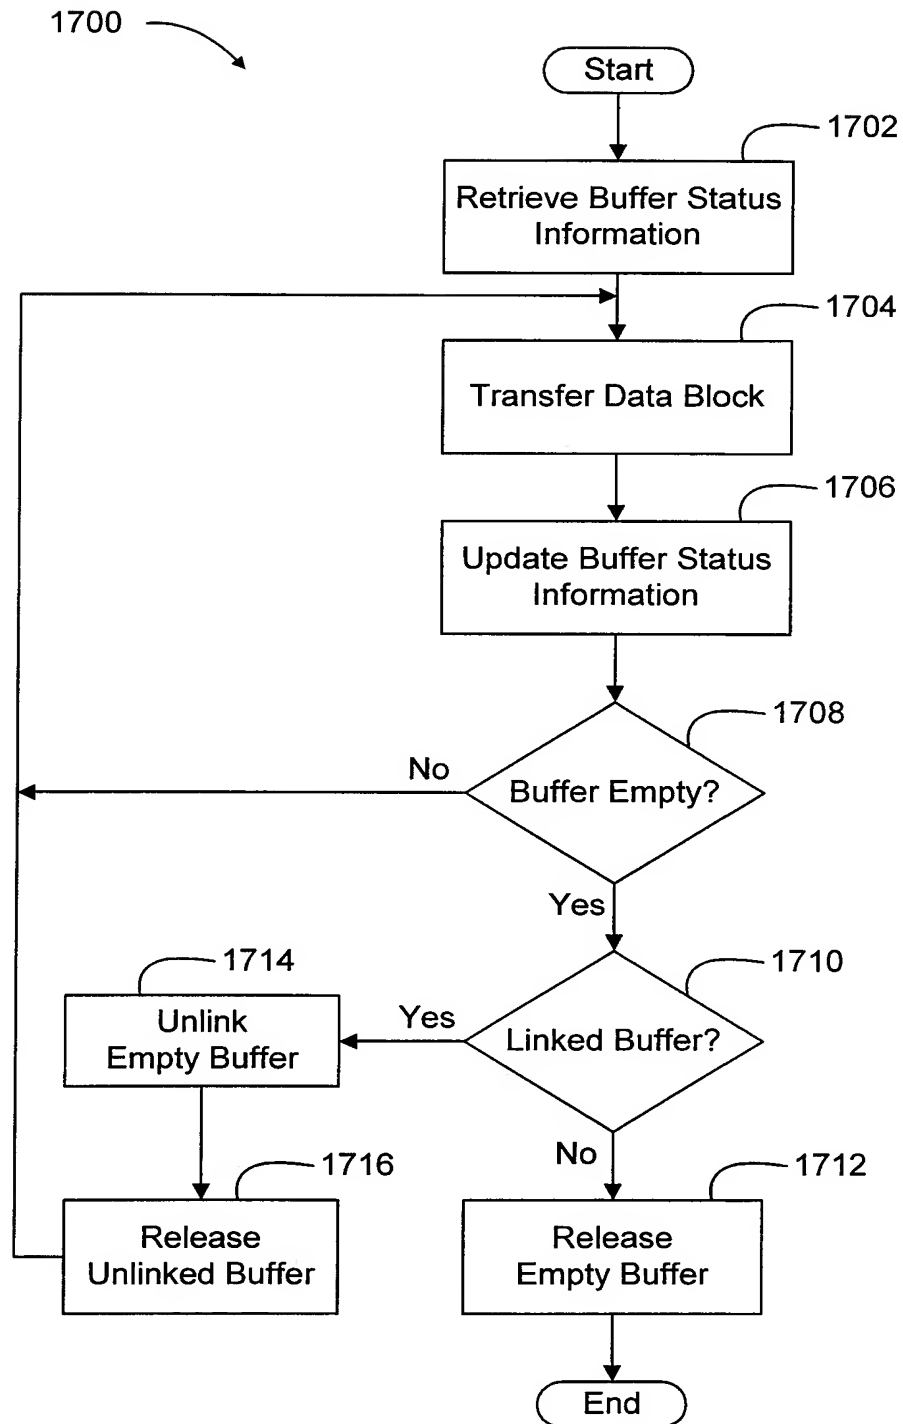 1700
Start
1702
Retrieve Buffer Status
Information
1704
Transfer Data Block
1706
Update Buffer Status
Information
1708
No
Buffer Empty?
Yes
1714
1710
Unlink
Empty Buffer
Yes
Linked Buffer?
No
1716
1712
Release
Unlinked Buffer
Release
Empty Buffer
End